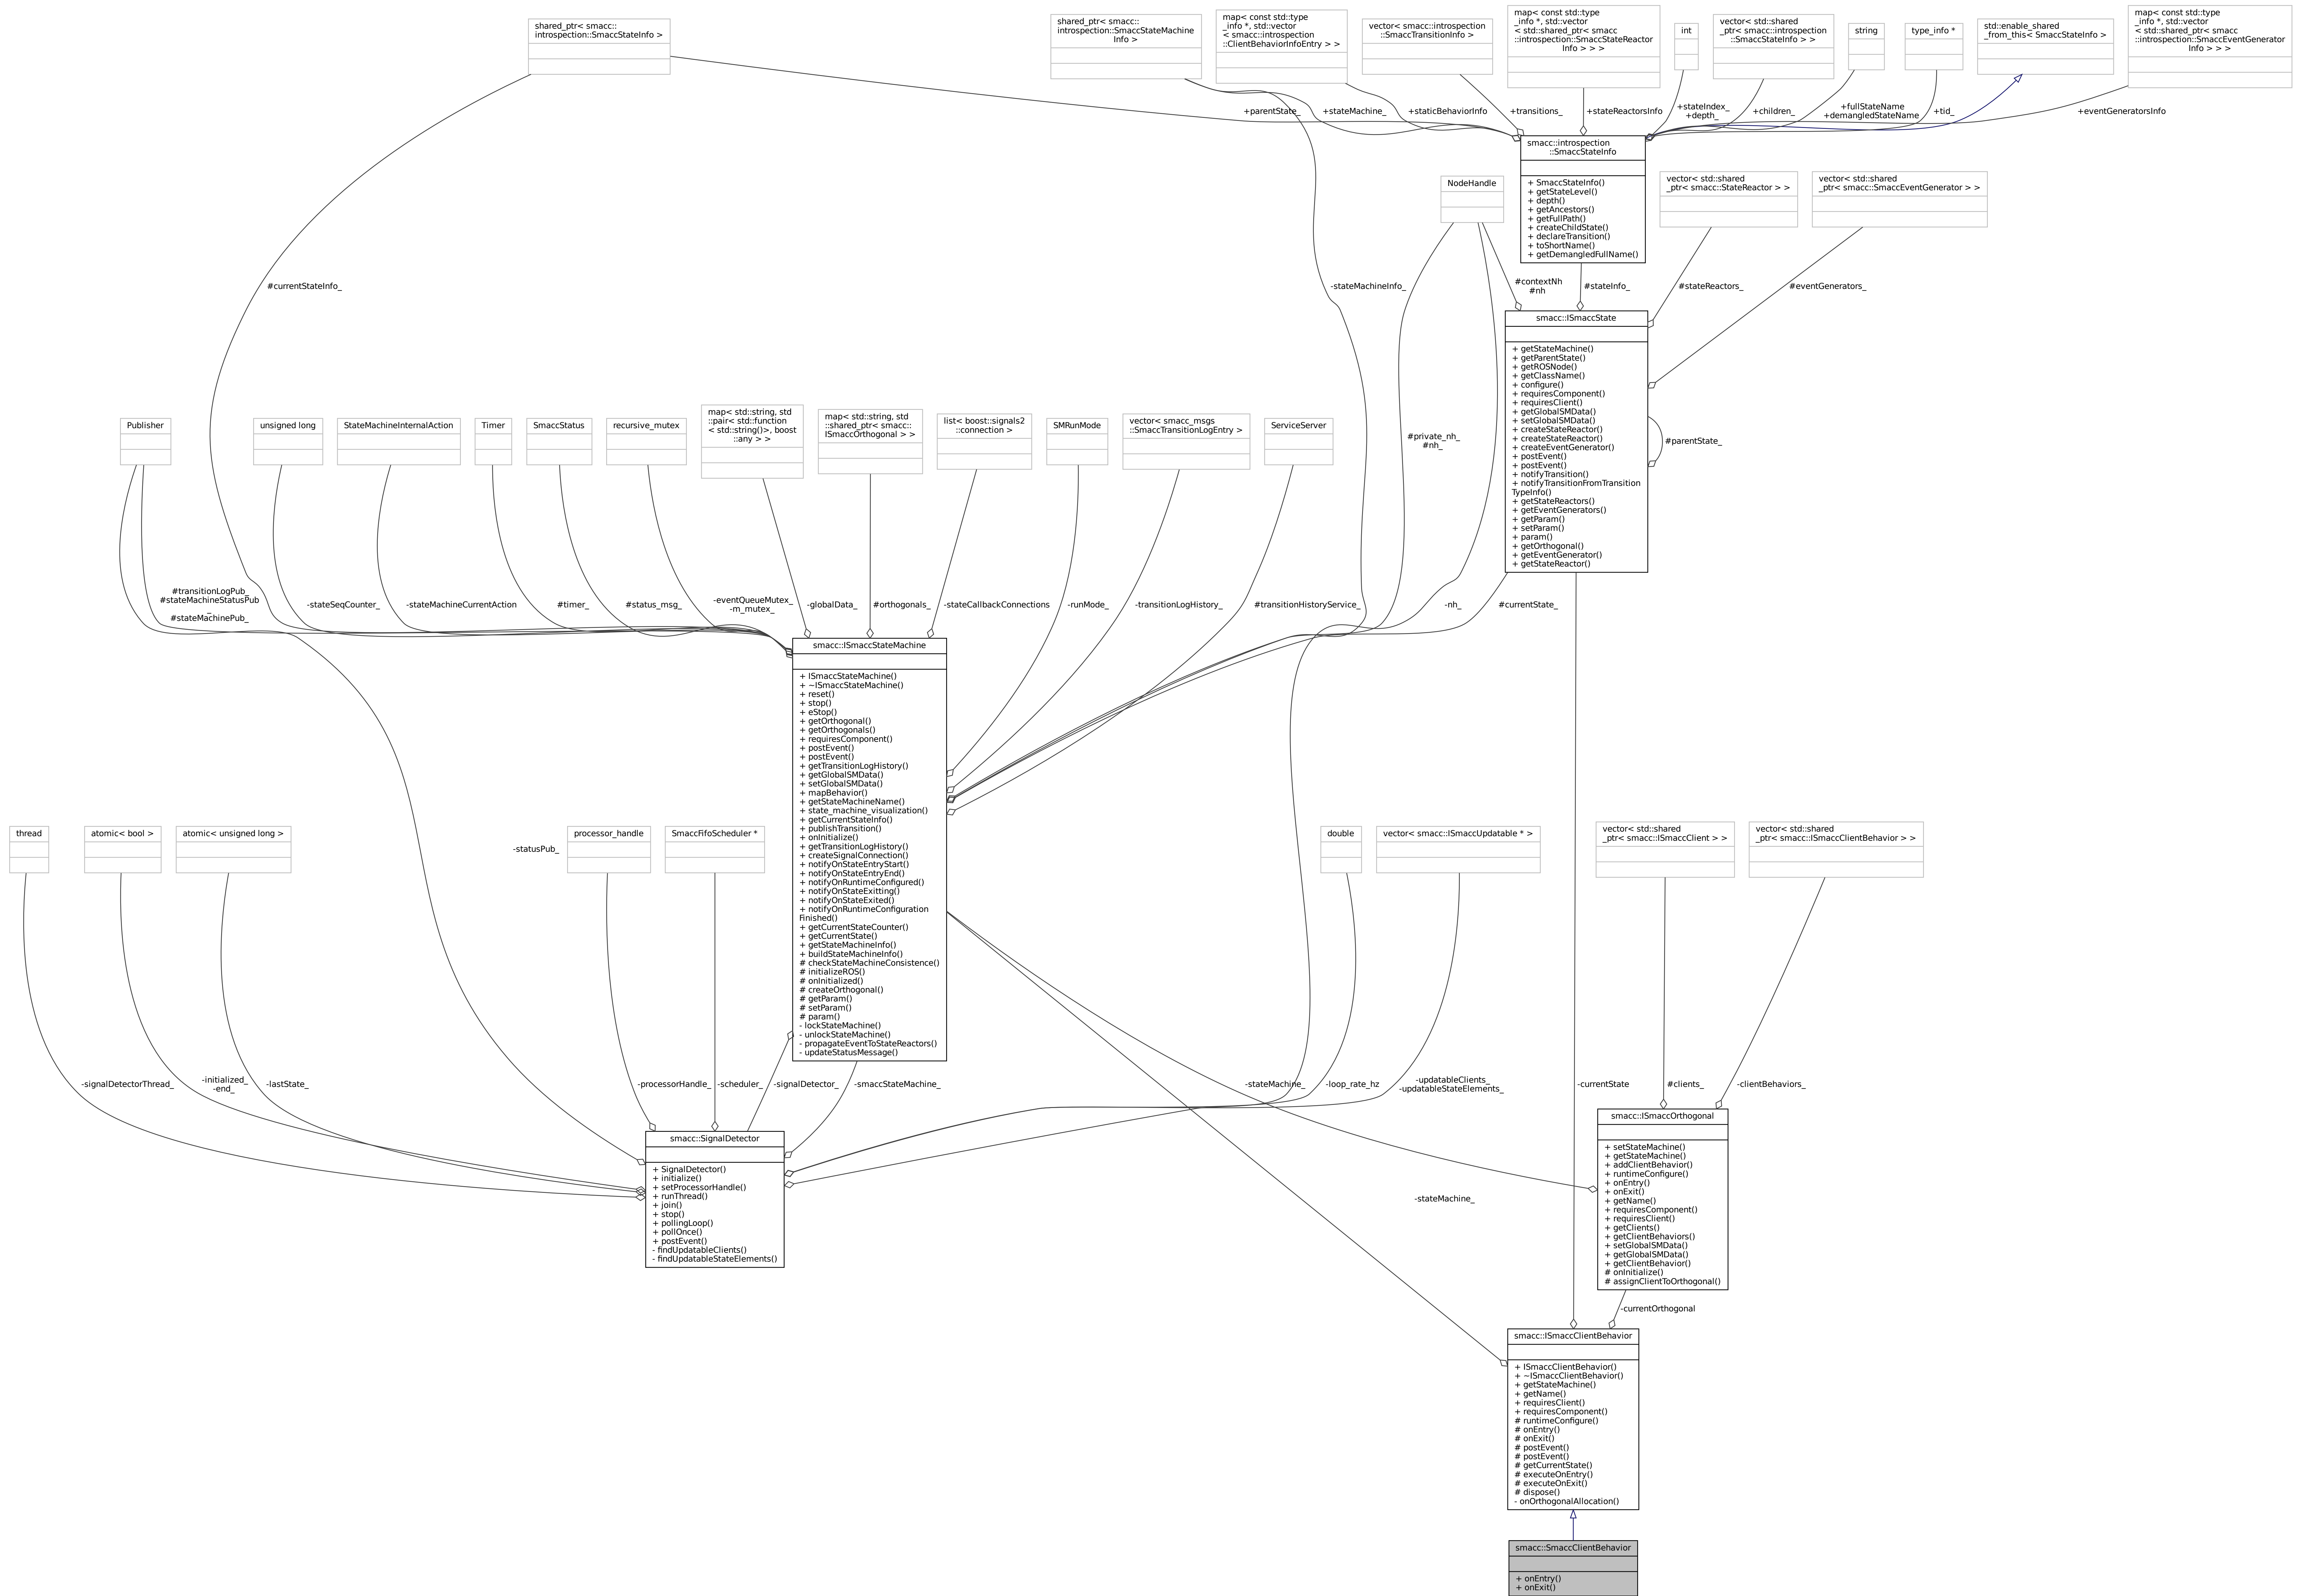 shared_ptr< smacc::
introspection::SmaccStateInfo >
shared_ptr< smacc::
introspection::SmaccStateMachine
Info >
map< const std::type
_info *, std::vector
< smacc::introspection
::ClientBehaviorInfoEntry > >
vector< smacc::introspection
::SmaccTransitionInfo >
map< const std::type
_info *, std::vector
< std::shared_ptr< smacc
::introspection::SmaccStateReactor
Info > > >
int
vector< std::shared
_ptr< smacc::introspection
::SmaccStateInfo > >
string
type_info *
std::enable_shared
_from_this< SmaccStateInfo >
map< const std::type
_info *, std::vector
< std::shared_ptr< smacc
::introspection::SmaccEventGenerator
Info > > >
+parentState_
+stateMachine_
+staticBehaviorInfo
+transitions_
+stateReactorsInfo
+stateIndex_
+depth_
+children_
+fullStateName
+demangledStateName
+tid_
+eventGeneratorsInfo
smacc::introspection
::SmaccStateInfo
+ SmaccStateInfo()
+ getStateLevel()
+ depth()
+ getAncestors()
+ getFullPath()
+ createChildState()
+ declareTransition()
+ toShortName()
+ getDemangledFullName()
NodeHandle
vector< std::shared
_ptr< smacc::StateReactor > >
vector< std::shared
_ptr< smacc::SmaccEventGenerator > >
#currentStateInfo_
-stateMachineInfo_
#contextNh
#nh
#stateInfo_
#stateReactors_
#eventGenerators_
smacc::ISmaccState
+ getStateMachine()
+ getParentState()
+ getROSNode()
+ getClassName()
+ configure()
+ requiresComponent()
+ requiresClient()
+ getGlobalSMData()
+ setGlobalSMData()
+ createStateReactor()
+ createStateReactor()
+ createEventGenerator()
+ postEvent()
+ postEvent()
+ notifyTransition()
+ notifyTransitionFromTransition
TypeInfo()
+ getStateReactors()
+ getEventGenerators()
+ getParam()
+ setParam()
+ param()
+ getOrthogonal()
+ getEventGenerator()
+ getStateReactor()
#parentState_
Publisher
unsigned long
StateMachineInternalAction
Timer
SmaccStatus
recursive_mutex
map< std::string, std
::pair< std::function
< std::string()>, boost
::any > >
map< std::string, std
::shared_ptr< smacc::
ISmaccOrthogonal > >
list< boost::signals2
::connection >
SMRunMode
vector< smacc_msgs
::SmaccTransitionLogEntry >
ServiceServer
#private_nh_
#nh_
#transitionLogPub_
#stateMachineStatusPub
_
#stateMachinePub_
-stateSeqCounter_
-stateMachineCurrentAction
#timer_
#status_msg_
-eventQueueMutex_
-m_mutex_
-globalData_
#orthogonals_
-stateCallbackConnections
-runMode_
-transitionLogHistory_
#transitionHistoryService_
-nh_
#currentState_
smacc::ISmaccStateMachine
+ ISmaccStateMachine()
+ ~ISmaccStateMachine()
+ reset()
+ stop()
+ eStop()
+ getOrthogonal()
+ getOrthogonals()
+ requiresComponent()
+ postEvent()
+ postEvent()
+ getTransitionLogHistory()
+ getGlobalSMData()
+ setGlobalSMData()
+ mapBehavior()
+ getStateMachineName()
+ state_machine_visualization()
+ getCurrentStateInfo()
+ publishTransition()
+ onInitialize()
+ getTransitionLogHistory()
+ createSignalConnection()
+ notifyOnStateEntryStart()
+ notifyOnStateEntryEnd()
+ notifyOnRuntimeConfigured()
+ notifyOnStateExitting()
+ notifyOnStateExited()
+ notifyOnRuntimeConfiguration
Finished()
+ getCurrentStateCounter()
+ getCurrentState()
+ getStateMachineInfo()
+ buildStateMachineInfo()
# checkStateMachineConsistence()
# initializeROS()
# onInitialized()
# createOrthogonal()
# getParam()
# setParam()
# param()
- lockStateMachine()
- unlockStateMachine()
- propagateEventToStateReactors()
- updateStatusMessage()
thread
atomic< bool >
atomic< unsigned long >
-statusPub_
processor_handle
SmaccFifoScheduler *
double
vector< smacc::ISmaccUpdatable * >
vector< std::shared
_ptr< smacc::ISmaccClient > >
vector< std::shared
_ptr< smacc::ISmaccClientBehavior > >
-signalDetectorThread_
-initialized_
-end_
-lastState_
-processorHandle_
-scheduler_
-signalDetector_
-smaccStateMachine_
-stateMachine_
-loop_rate_hz
-updatableClients_
-updatableStateElements_
-currentState
#clients_
-clientBehaviors_
smacc::SignalDetector
+ SignalDetector()
+ initialize()
+ setProcessorHandle()
+ runThread()
+ join()
+ stop()
+ pollingLoop()
+ pollOnce()
+ postEvent()
- findUpdatableClients()
- findUpdatableStateElements()
smacc::ISmaccOrthogonal
+ setStateMachine()
+ getStateMachine()
+ addClientBehavior()
+ runtimeConfigure()
+ onEntry()
+ onExit()
+ getName()
+ requiresComponent()
+ requiresClient()
+ getClients()
+ getClientBehaviors()
+ setGlobalSMData()
+ getGlobalSMData()
+ getClientBehavior()
# onInitialize()
# assignClientToOrthogonal()
-stateMachine_
-currentOrthogonal
smacc::ISmaccClientBehavior
+ ISmaccClientBehavior()
+ ~ISmaccClientBehavior()
+ getStateMachine()
+ getName()
+ requiresClient()
+ requiresComponent()
# runtimeConfigure()
# onEntry()
# onExit()
# postEvent()
# postEvent()
# getCurrentState()
# executeOnEntry()
# executeOnExit()
# dispose()
- onOrthogonalAllocation()
smacc::SmaccClientBehavior
+ onEntry()
+ onExit()